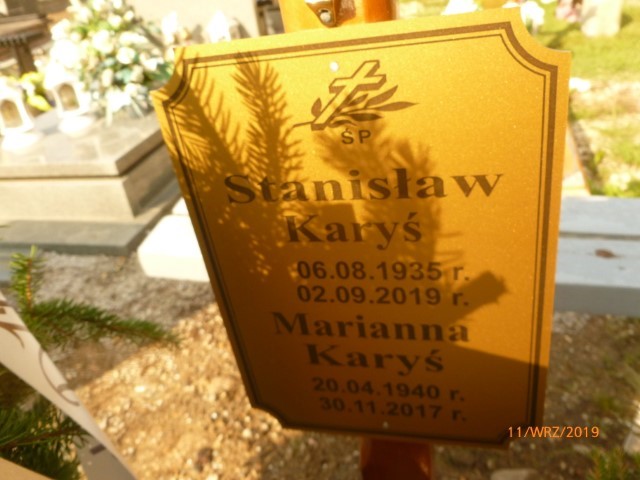 ŚP
Stanisław
Karyś
06.08.1935 r.
02.09.2019 r.
Marianna
Karyś
20.04.1940 r.
30.11.2017 r.
11/WRZ/2019